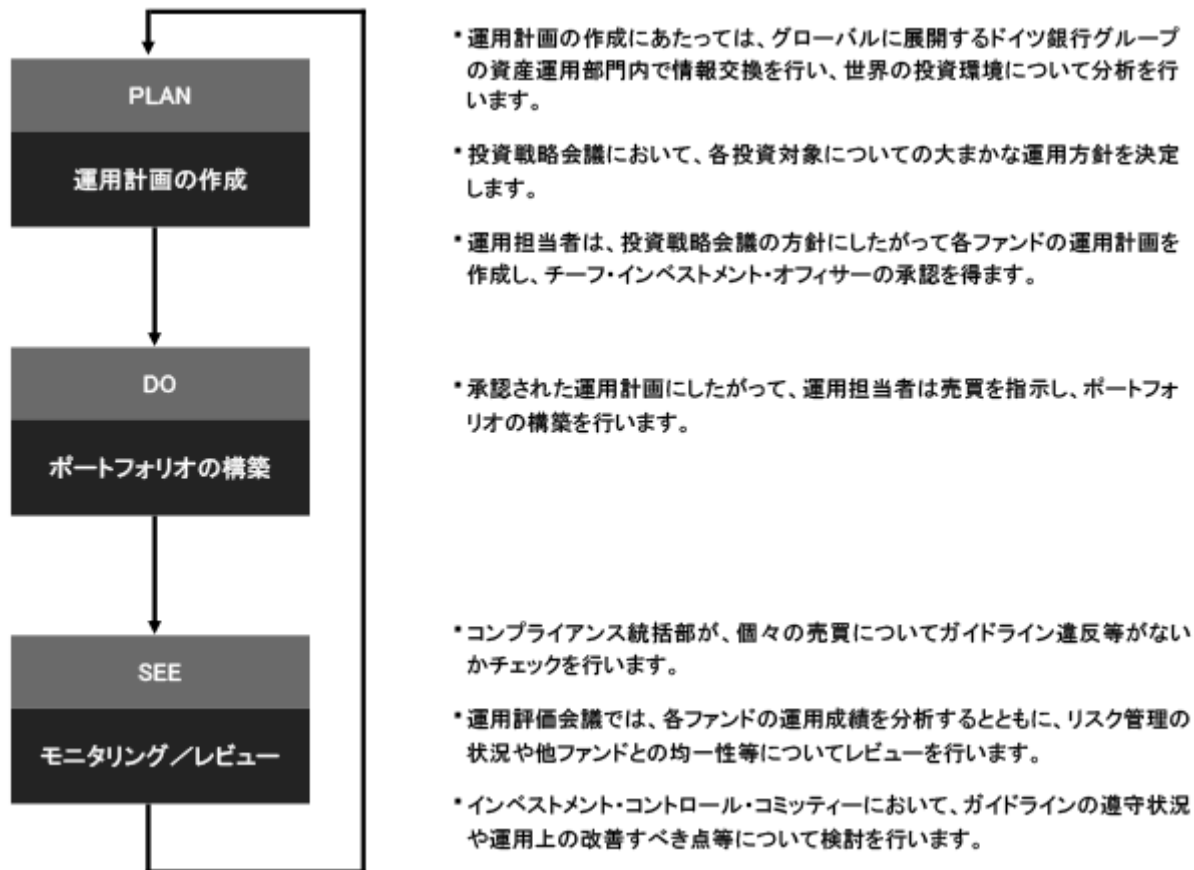 PLAN
運用計画の作成
*運用計画の作成にあたっては、グローバルに展開するドイツ銀行グループ
の資産運用部門内で情報交換を行い、世界の投資環境について分析を行
います。
*投資戦略会議において、各投資対象についての大まかな運用方針を決定
します。
*運用担当者は、投資戦略会議の方針にしたがって各ファンドの運用計画を
作成し、チーフ・インベストメント・オフィサーの承認を得ます。
DO
ポートフォリオの構築
*承認された運用計画にしたがって、運用担当者は売買を指示し、ポートフォ
リオの構築を行います。
SEE
モニタリング／レビュー
*コンプライアンス統括部が、個々の売買についてガイドライン違反等がない
かチェックを行います。
*運用評価会議では、各ファンドの運用成績を分析するとともに、リスク管理の
状況や他ファンドとの均一性等についてレビューを行います。
*インベストメント・コントロール・コミッティーにおいて、ガイドラインの遵守状況
や運用上の改善すべき点等について検討を行います。